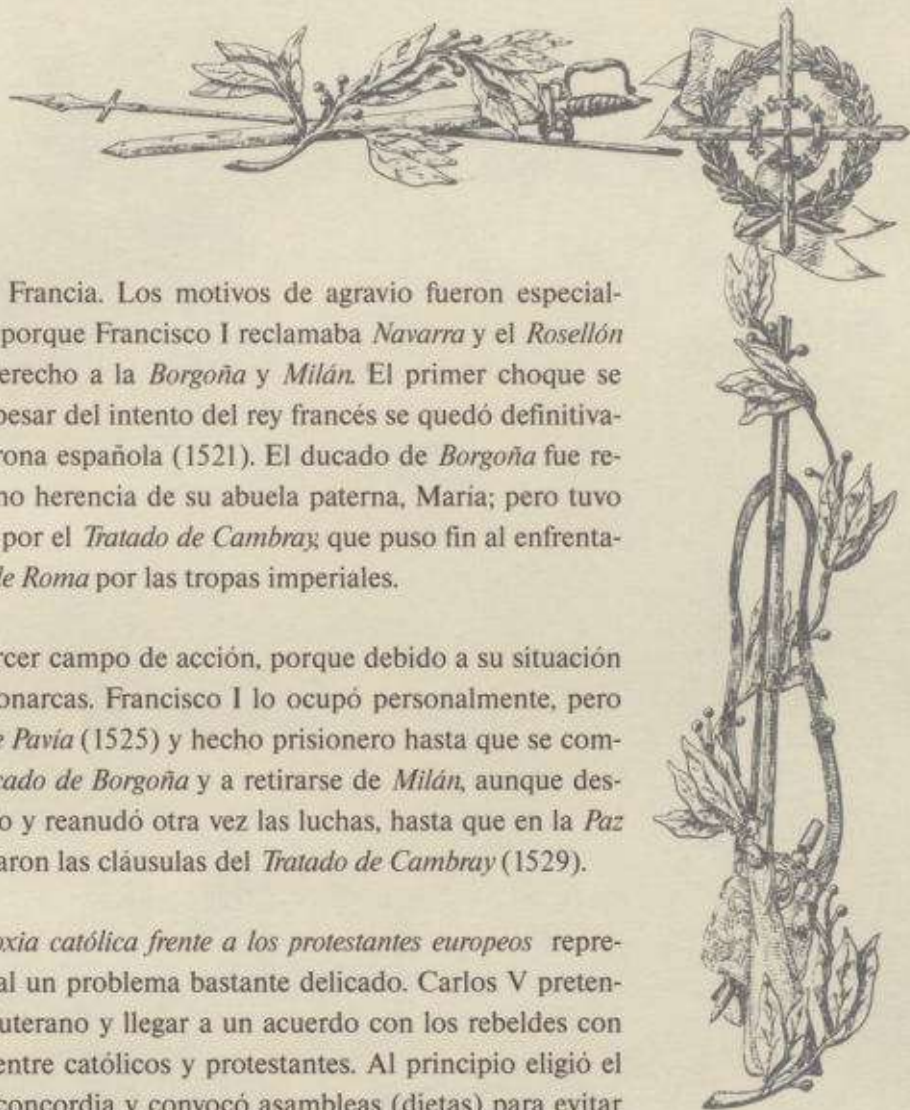 Francia. Los motivos de agravio fueron especial-
porque Francisco I reclamaba Navarra y el Rosellón
erecho a la Borgoña y Milán. El primer choque se
pesar del intento del rey francés se quedó definitiva-
rona española (1521). El ducado de Borgoña fue re-
no herencia de su abuela paterna, María; pero tuvo
por el Tratado de Cambray, que puso fin al enfrenta-
de Roma por las tropas imperiales.
rcer campo de acción, porque debido a su situación
onarcas. Francisco I lo ocupó personalmente, pero
e Pavía (1525) y hecho prisionero hasta que se com-
cado de Borgoña y a retirarse de Milán, aunque des-
o y reanudó otra vez las luchas, hasta que en la Paz
aron las cláusulas del Tratado de Cambray (1529).
oxia católica frente a los protestantes europeos repre-
al un problema bastante delicado. Carlos V preten-
uterano y llegar a un acuerdo con los rebeldes con
entre católicos y protestantes. Al principio eligió el
concordia y convocó asambleas (dietas) para evitar